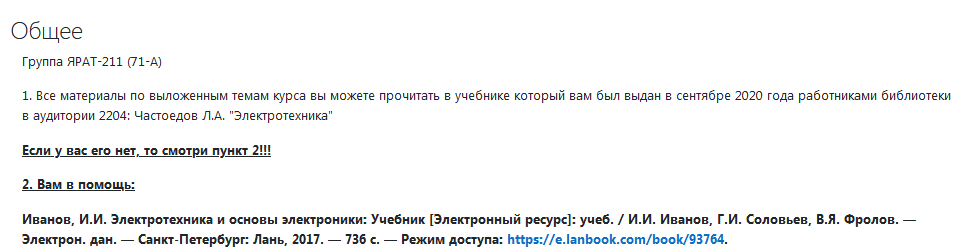 Общее
Группа ЯРАТ-211 (71-А)
1. Все материалы по выложенным темам курса вы можете прочитать в учебнике который вам был выдан в сентябре 2020 года работниками библиотеки
в аудитории 2204: Частоедов Л.А. "Электротехника"
Если у вас его нет, то смотри пункт 2!!!
2. Вам в помощь:
Иванов, И.И. Электротехника и основы электроники: Учебник [Электронный ресурс]: учеб. / И.И. Иванов, Г.И. Соловьев, В.Я. Фролов. —
Электрон. дан. — Санкт-Петербург: Лань, 2017. — 736 с. — Режим доступа: https://e.lanbook.com/book/93764.